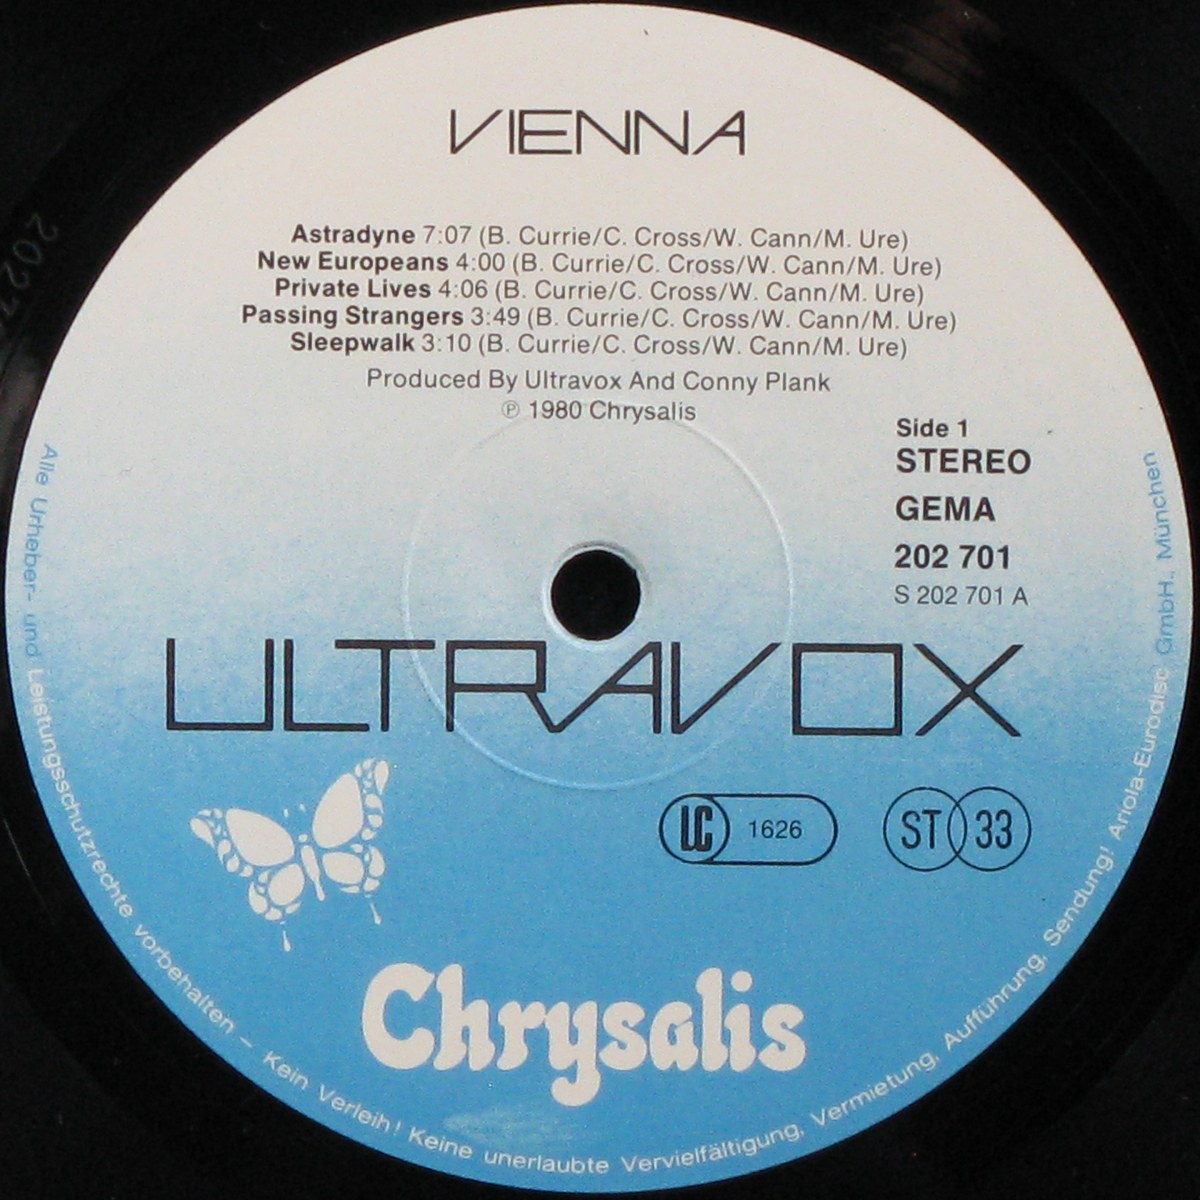 VIENNA
Astradyne 7:07 (B. Currie/C. Cross/W. Cann/M. Ure)
New Europeans 4:00 (B. Currie/C. Cross/W. Cann/M. Ure)
Private Lives 4:06 (B. Currie/C. Cross/W. Cann/M. Ure)
Passing Strangers 3:49 (B. Currie/C. Cross/W. Cann/M. Ure)
Sleepwalk 3:10 (B. Currie/C. Cross/W. Cann/M. Ure)
Produced By Ultravox And Conny Plank
℗ 1980 Chrysalis
Side 1
STEREO
GEMA
202 701
S 202 701 A
ULTRAVOX
LC 1626
ST 33
Chrysalis
Alle Urheber- und Leistungsschutzrechte vorbehalten – Kein Verleih! Keine unerlaubte Vervielfältigung, Vermietung, Aufführung, Sendung! Ariola-Eurodisc GmbH., München